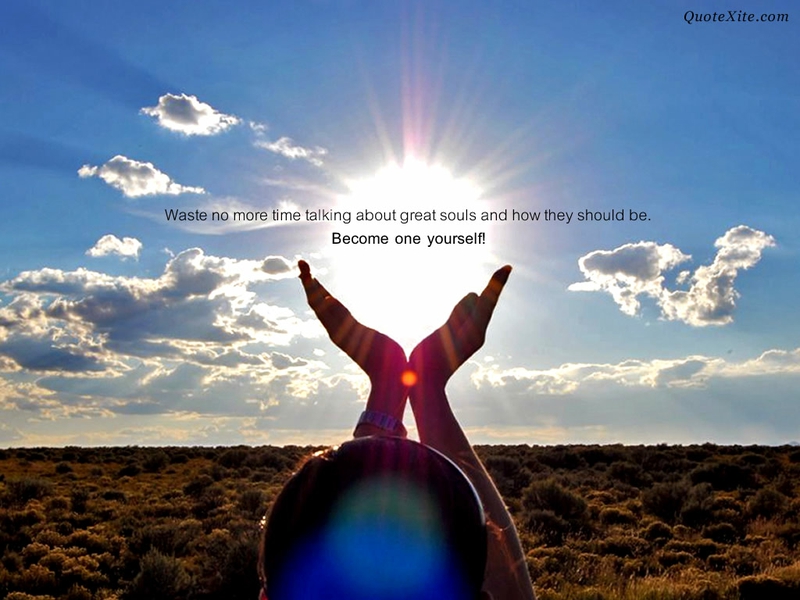 QuoteXite.com
Waste no more time talking about great souls and how they should be.
Become one yourself!